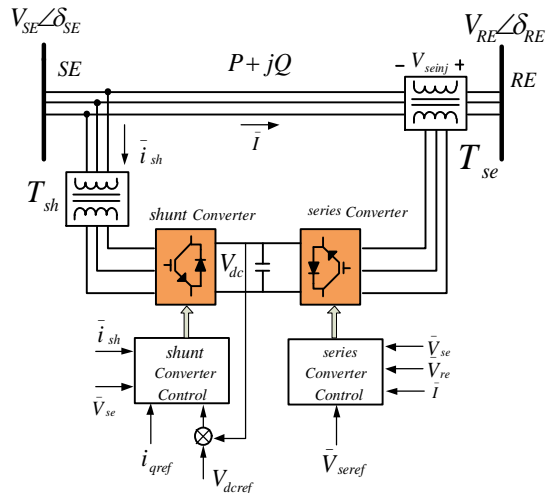 V_SE∠δ_SE
V_RE∠δ_RE
SE
P + jQ
− V_seinj +
RE
Ī
ī_sh
T_se
T_sh
shunt Converter
series Converter
V_dc
ī_sh
V̄_se
shunt
Converter
Control
series
Converter
Control
V̄_se
V̄_re
Ī
i_qref
V_dcref
V̄_seref